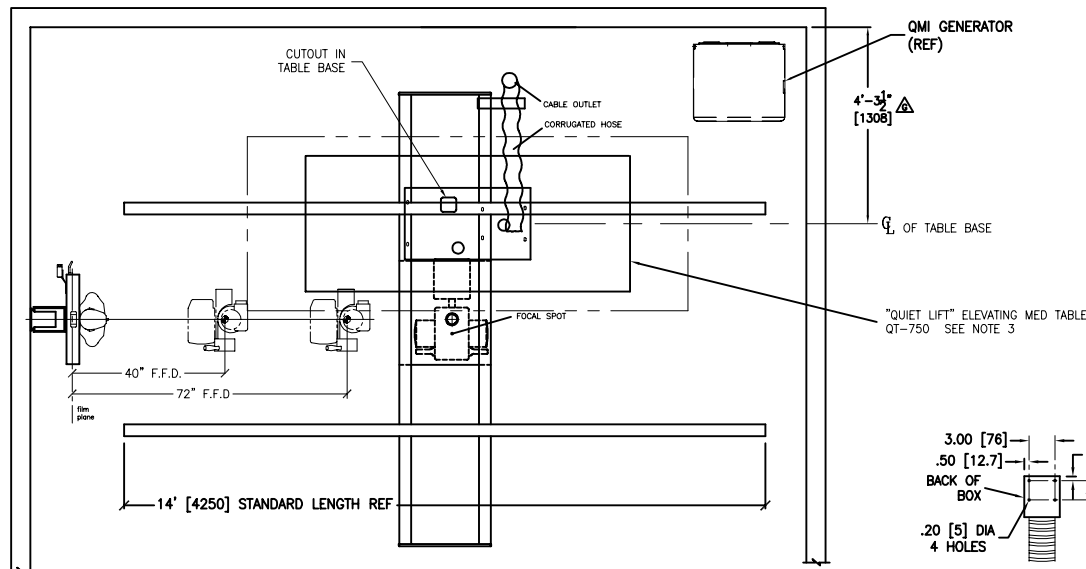 QMI GENERATOR
(REF)
CUTOUT IN
TABLE BASE
CABLE OUTLET
4'-3 1/2"
[1308]
G
CORRUGATED HOSE
℄ OF TABLE BASE
"QUIET LIFT" ELEVATING MED TABLE
QT-750 SEE NOTE 3
FOCAL SPOT
40" F.F.D.
72" F.F.D
film
plane
3.00 [76]
.50 [12.7]
BACK OF
BOX
14' [4250] STANDARD LENGTH REF
.20 [5] DIA
4 HOLES